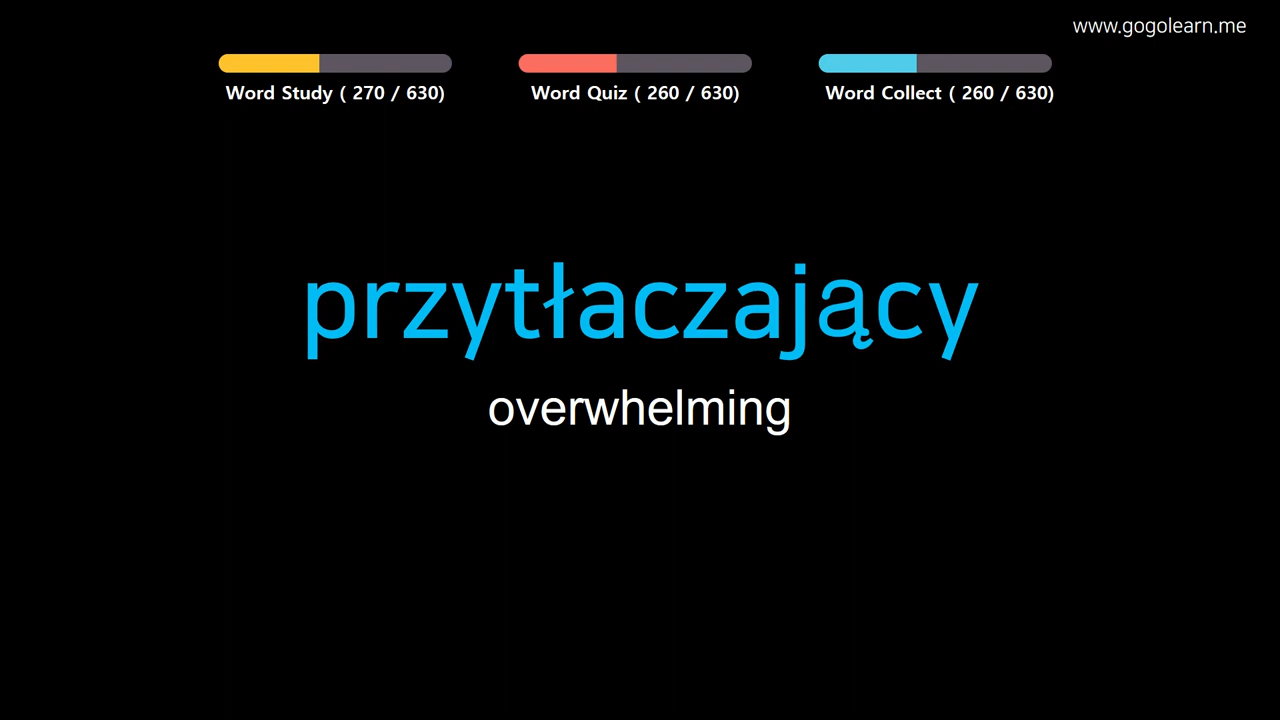 www.gogolearn.me
Word Study ( 270 / 630)
Word Quiz ( 260 / 630)
Word Collect ( 260 / 630)
przytłaczający
overwhelming